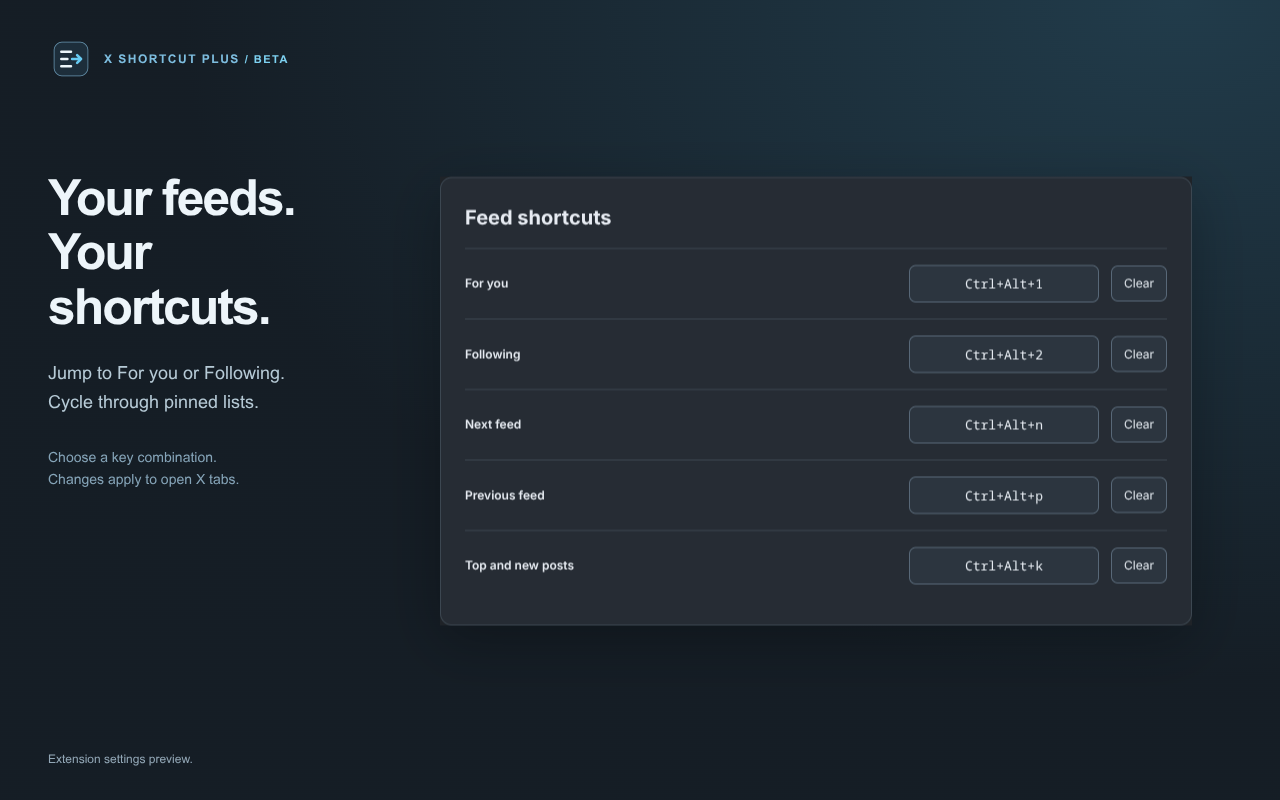 X SHORTCUT PLUS / BETA
Your feeds.
Your
shortcuts.
Jump to For you or Following.
Cycle through pinned lists.
Choose a key combination.
Changes apply to open X tabs.
Feed shortcuts
For you Ctrl+Alt+1 Clear
Following Ctrl+Alt+2 Clear
Next feed Ctrl+Alt+n Clear
Previous feed Ctrl+Alt+p Clear
Top and new posts Ctrl+Alt+k Clear
Extension settings preview.